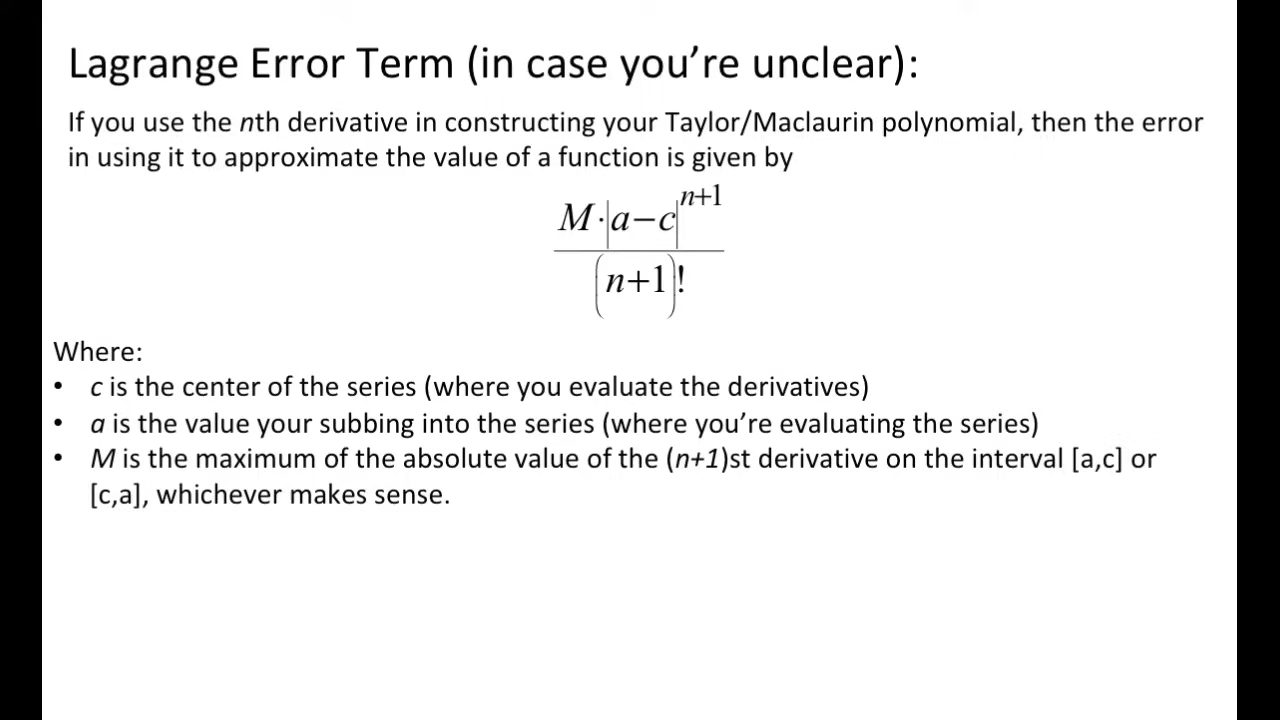 Lagrange Error Term (in case you're unclear):
If you use the nth derivative in constructing your Taylor/Maclaurin polynomial, then the error
in using it to approximate the value of a function is given by
M·|a−c|^{n+1}
(n+1)!
Where:
• c is the center of the series (where you evaluate the derivatives)
• a is the value your subbing into the series (where you're evaluating the series)
• M is the maximum of the absolute value of the (n+1)st derivative on the interval [a,c] or
[c,a], whichever makes sense.